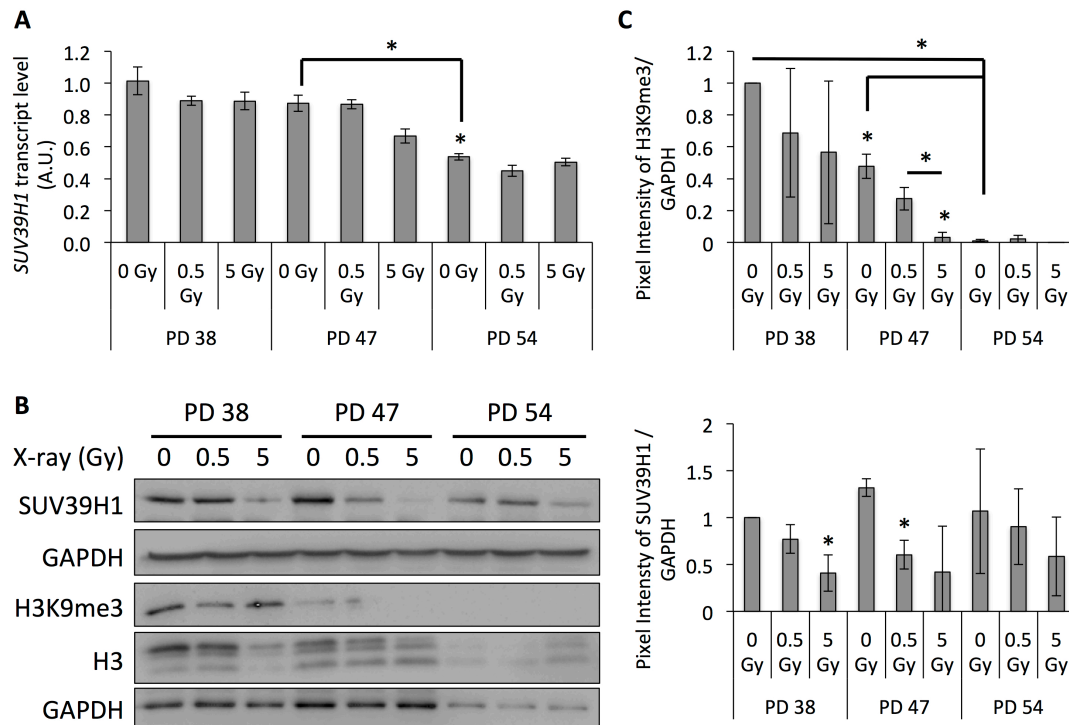 A
SUV39H1 transcript level
(A.U.)
1.2
1.0
0.8
0.6
0.4
0.2
0.0
*
*
0 Gy 0.5 Gy 5 Gy 0 Gy 0.5 Gy 5 Gy 0 Gy 0.5 Gy 5 Gy
PD 38 PD 47 PD 54
C
Pixel Intensity of H3K9me3/
GAPDH
1.2
1
0.8
0.6
0.4
0.2
0
*
*
*
*
0 Gy 0.5 Gy 5 Gy 0 Gy 0.5 Gy 5 Gy 0 Gy 0.5 Gy 5 Gy
PD 38 PD 47 PD 54
B
PD 38 PD 47 PD 54
X-ray (Gy) 0 0.5 5 0 0.5 5 0 0.5 5
SUV39H1
GAPDH
H3K9me3
H3
GAPDH
Pixel Intensty of SUV39H1 /
GAPDH
2
1.5
1
0.5
0
*
*
0 Gy 0.5 Gy 5 Gy 0 Gy 0.5 Gy 5 Gy 0 Gy 0.5 Gy 5 Gy
PD 38 PD 47 PD 54